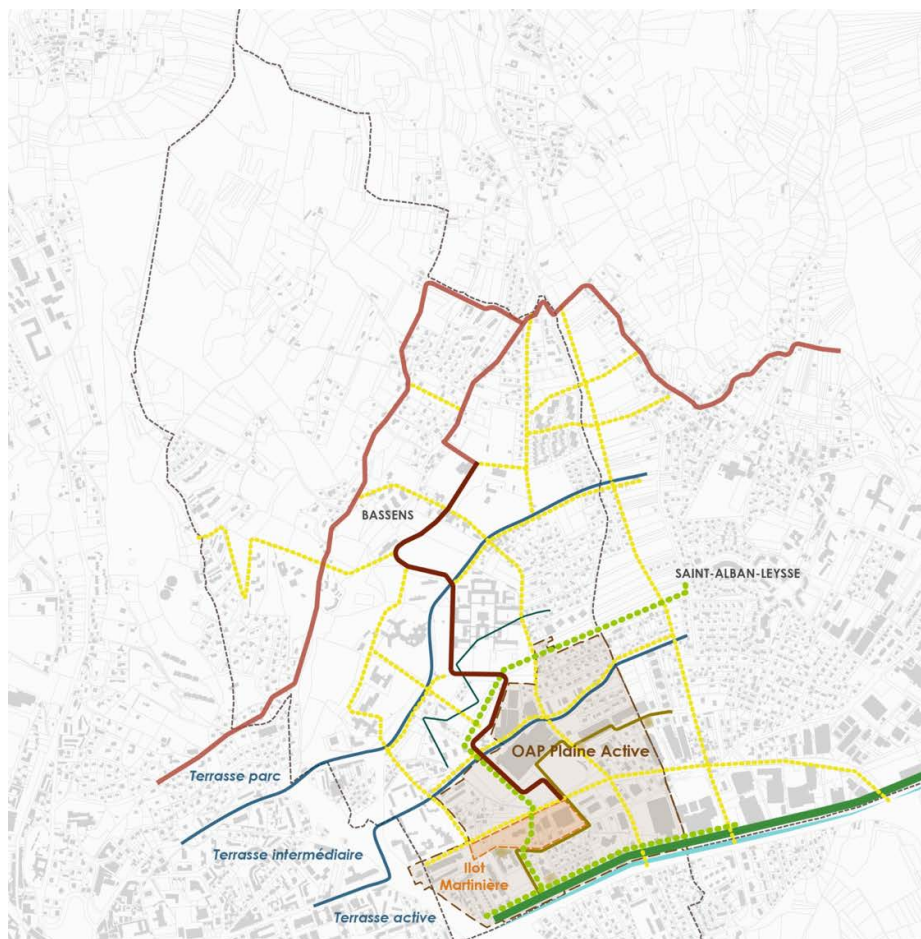 BASSENS
SAINT-ALBAN-LEYSSE
OAP Plaine Active
Terrasse parc
Terrasse intermédiaire
Ilot
Martinière
Terrasse active